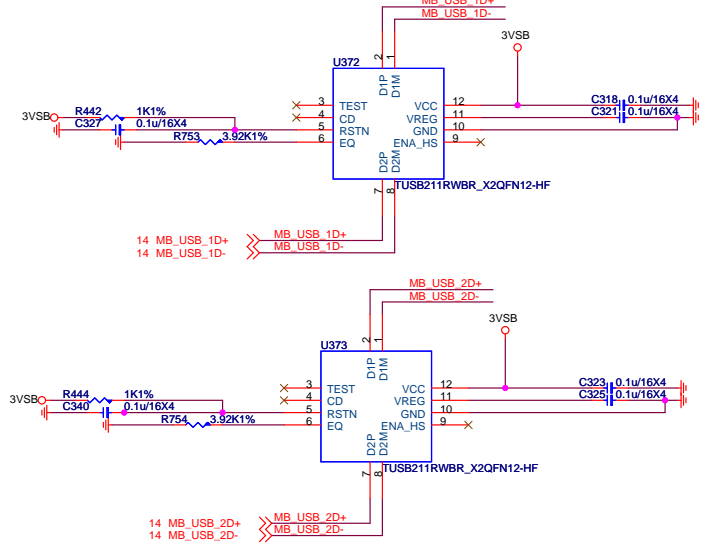 MB_USB_1D+
MB_USB_1D-
3VSB
U372
2 1
D1P D1M
3VSB
R442 1K1%
C327 0.1u/16X4
R753 3.92K1%
3 TEST
4 CD
5 RSTN
6 EQ
VCC 12
VREG 11
GND 10
ENA_HS 9
C318 0.1u/16X4
C321 0.1u/16X4
D2P D2M
7 8
TUSB211RWBR_X2QFN12-HF
14 MB_USB_1D+ MB_USB_1D+
14 MB_USB_1D- MB_USB_1D-
MB_USB_2D+
MB_USB_2D-
3VSB
U373
2 1
D1P D1M
3VSB
R444 1K1%
C340 0.1u/16X4
R754 3.92K1%
3 TEST
4 CD
5 RSTN
6 EQ
VCC 12
VREG 11
GND 10
ENA_HS 9
C323 0.1u/16X4
C325 0.1u/16X4
D2P D2M
7 8
TUSB211RWBR_X2QFN12-HF
14 MB_USB_2D+ MB_USB_2D+
14 MB_USB_2D- MB_USB_2D-